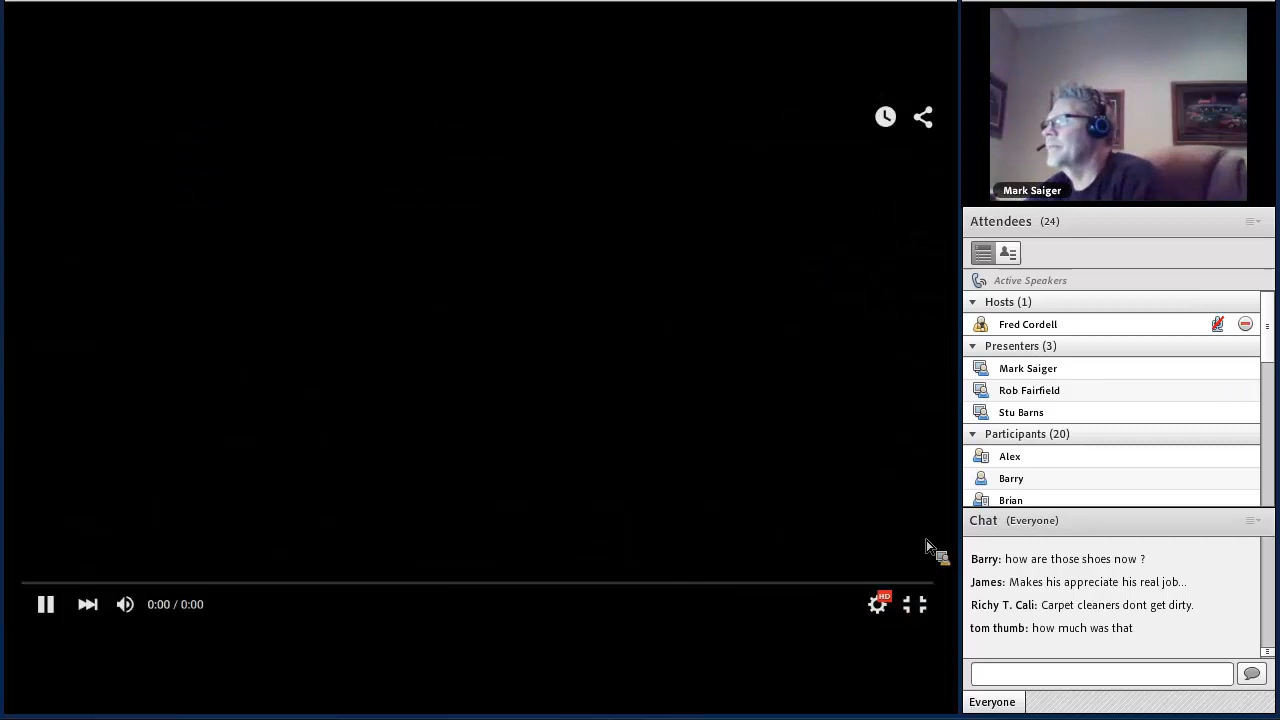 Mark Saiger
Attendees (24)
Active Speakers
Hosts (1)
Fred Cordell
Presenters (3)
Mark Saiger
Rob Fairfield
Stu Barns
Participants (20)
Alex
Barry
Brian
HD
0:00 / 0:00
Chat (Everyone)
Barry: how are those shoes now ?
James: Makes his appreciate his real job...
Richy T. Cali: Carpet cleaners dont get dirty.
tom thumb: how much was that
Everyone